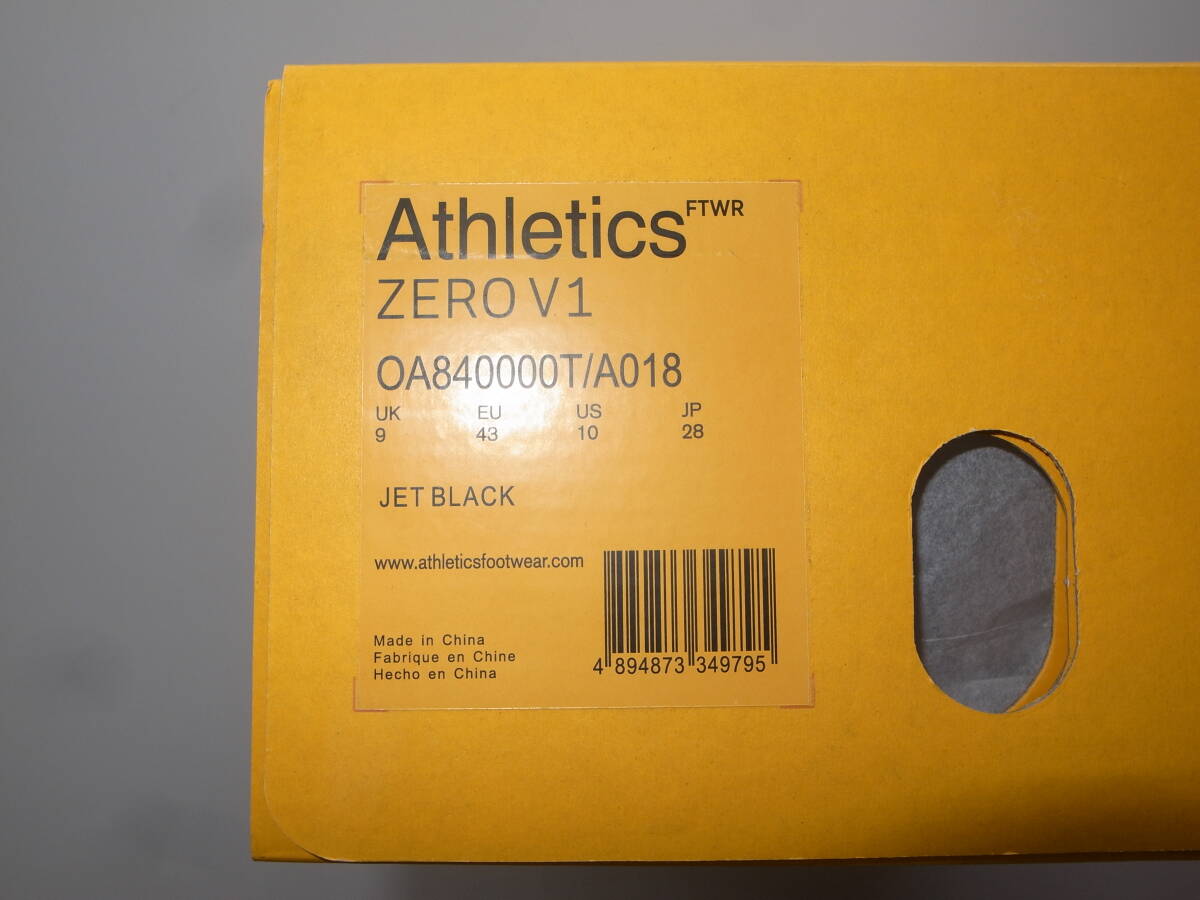 Athletics FTWR
ZERO V1
OA840000T/A018
UK EU US JP
9 43 10 28
JET BLACK
www.athleticsfootwear.com
Made in China
Fabrique en Chine
Hecho en China
4 894873 349795